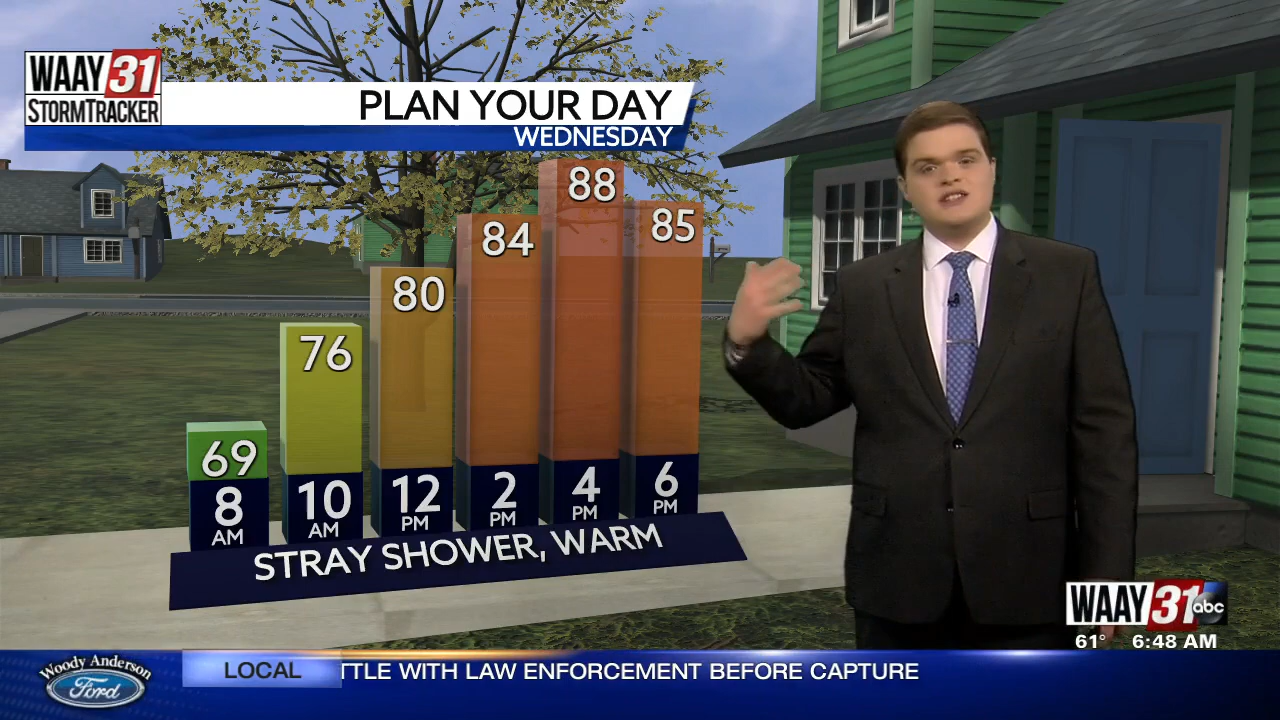 WAAY 31
STORMTRACKER
PLAN YOUR DAY
WEDNESDAY
69
76
80
84
88
85
8 AM
10 AM
12 PM
2 PM
4 PM
6 PM
STRAY SHOWER, WARM
WAAY 31 abc
61° 6:48 AM
Woody Anderson
Ford
LOCAL
TTLE WITH LAW ENFORCEMENT BEFORE CAPTURE